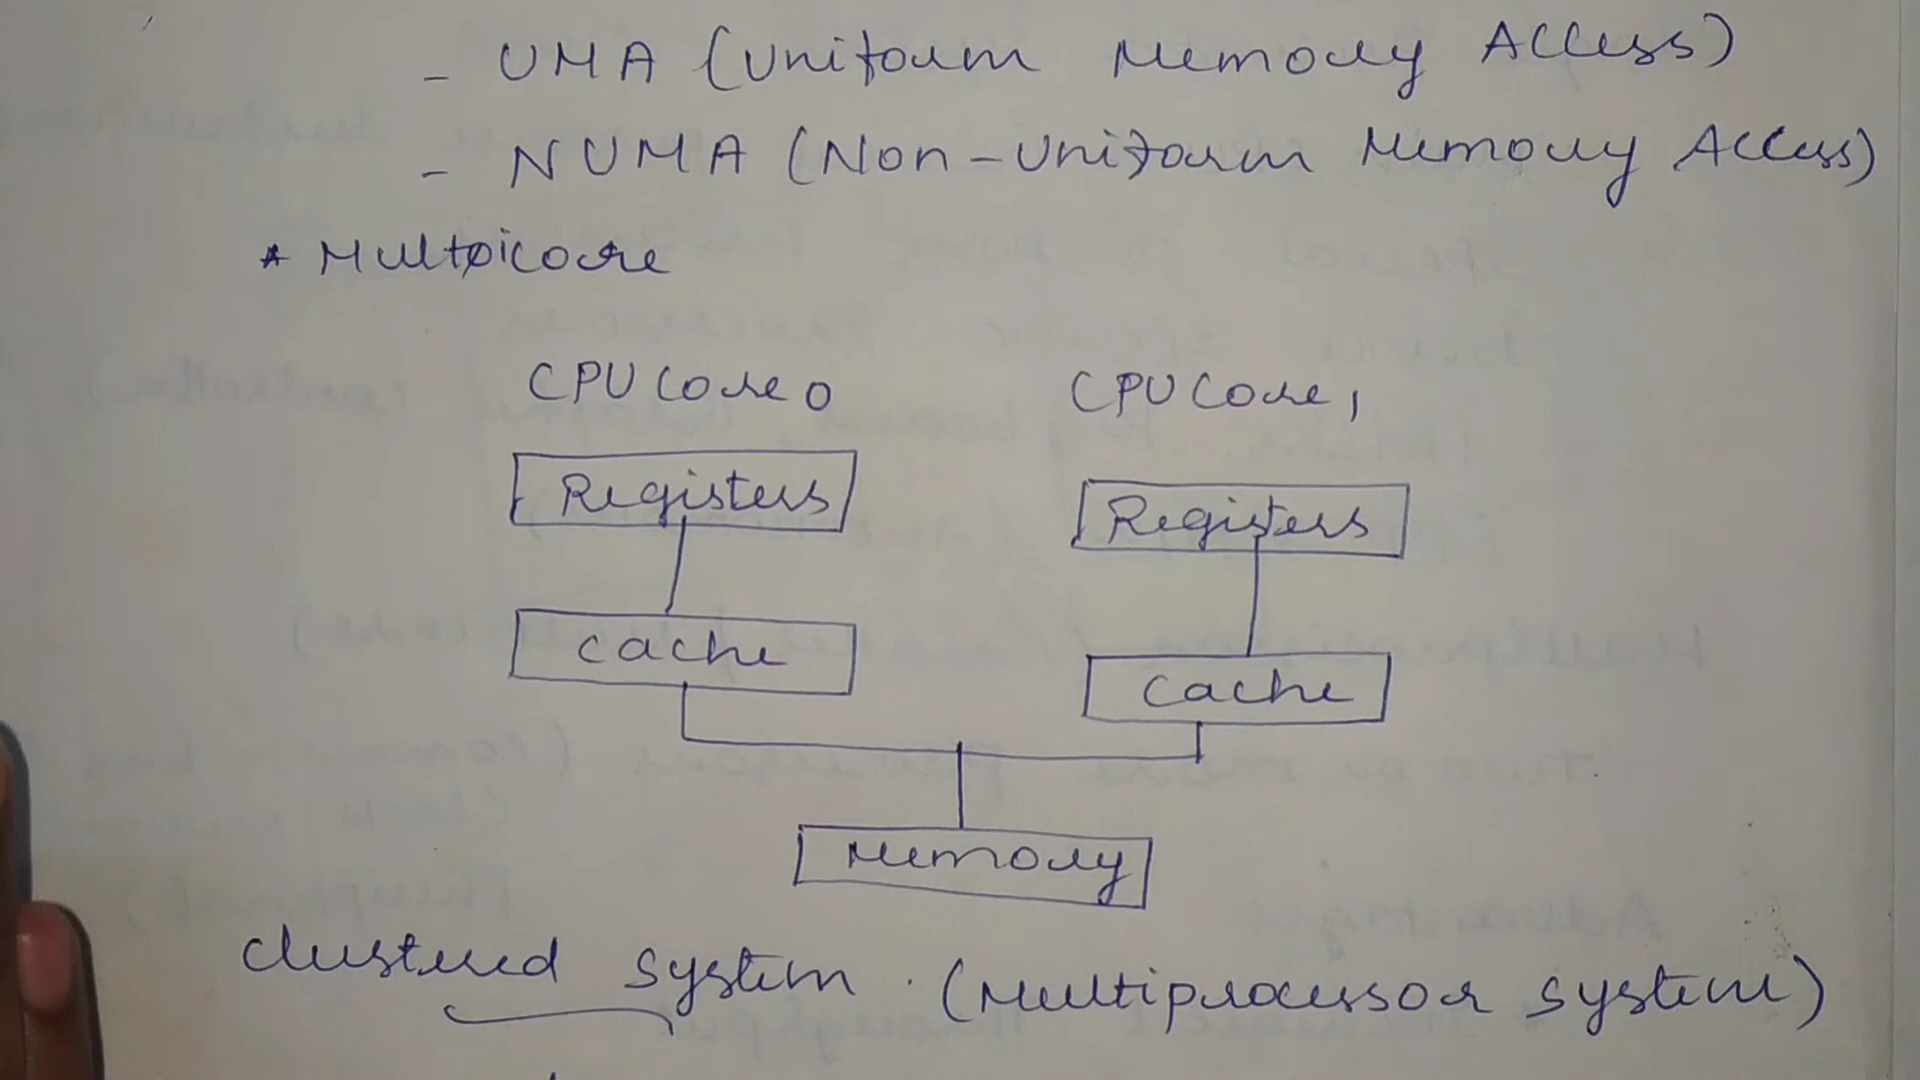 - UMA (Uniform Memory Access)
- NUMA (Non-Uniform Memory Access)
* Multicore
CPU Core 0
CPU Core 1
Registers
Registers
cache
cache
Memory
clustered system. (Multiprocessor system)